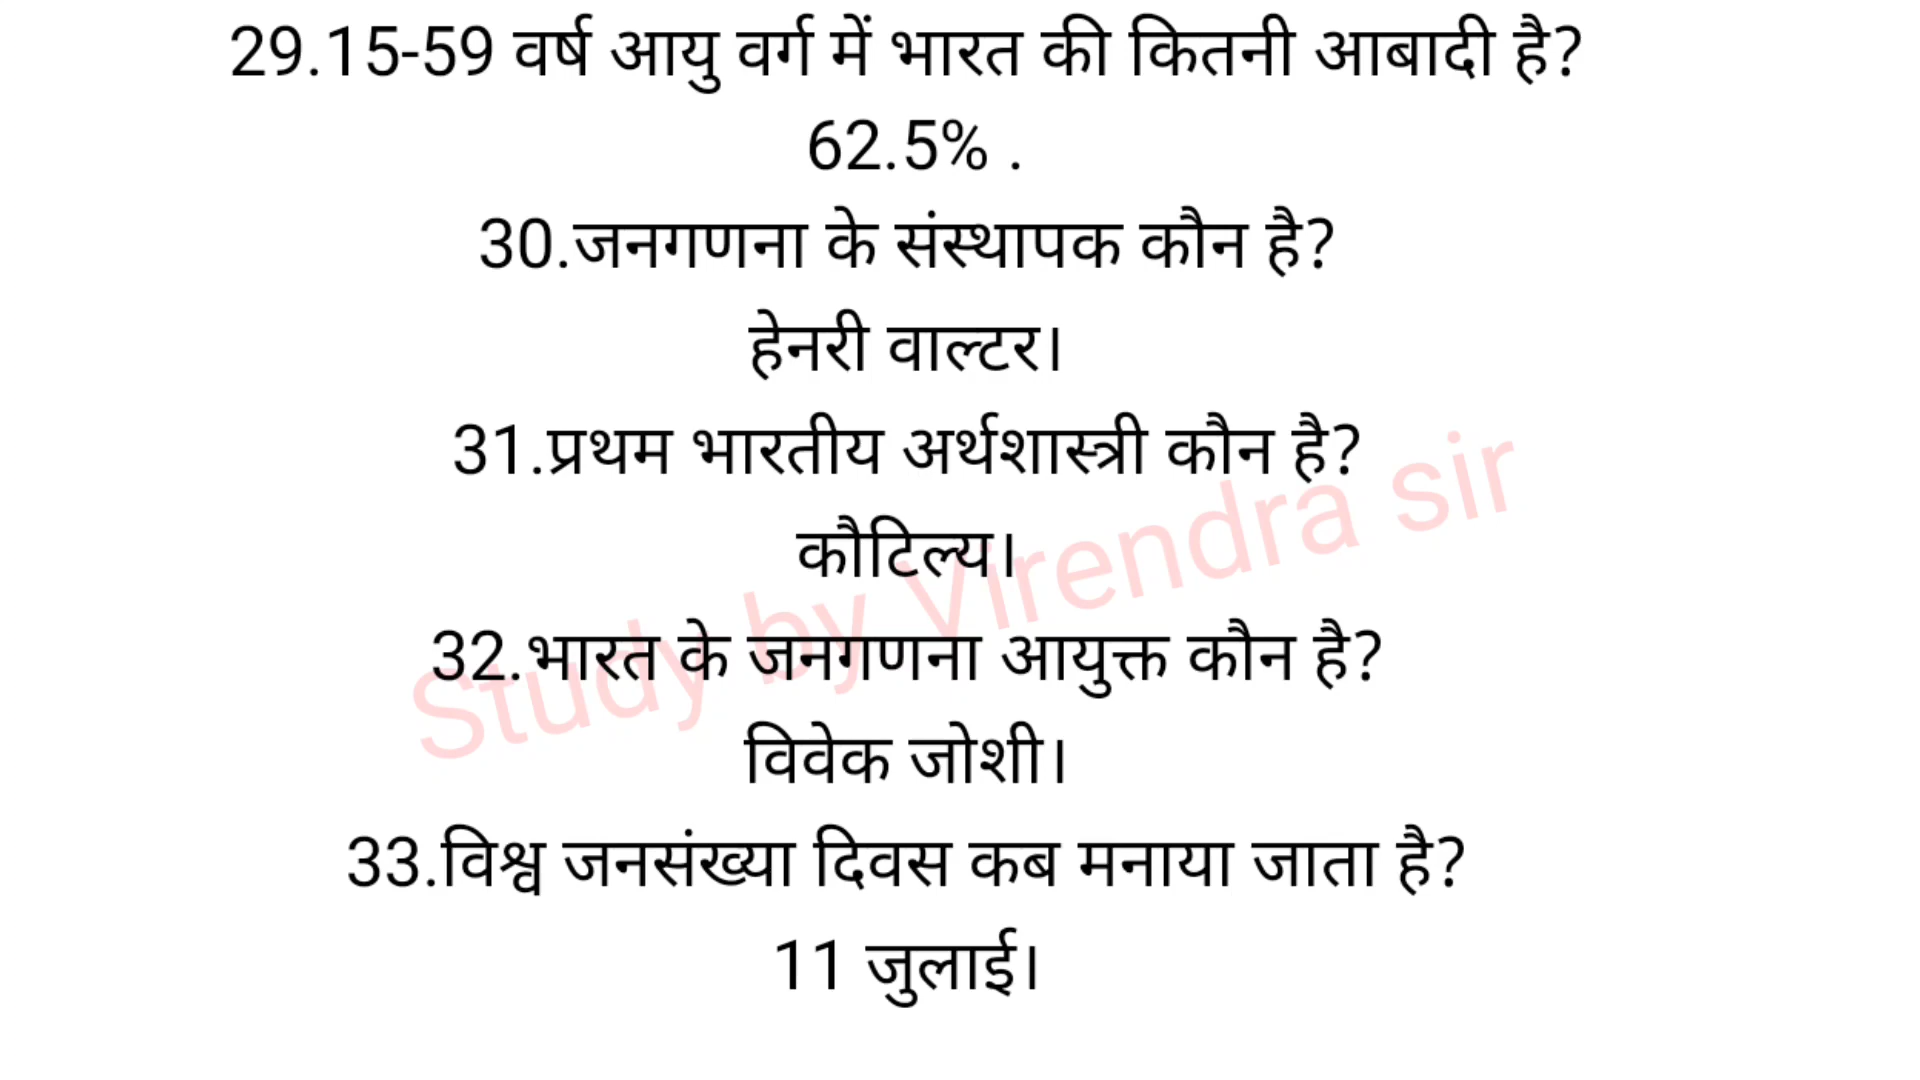 29.15-59 वर्ष आयु वर्ग में भारत की कितनी आबादी है?
62.5% .
30.जनगणना के संस्थापक कौन है?
हेनरी वाल्टर।
31.प्रथम भारतीय अर्थशास्त्री कौन है?
कौटिल्य।
32.भारत के जनगणना आयुक्त कौन है?
विवेक जोशी।
33.विश्व जनसंख्या दिवस कब मनाया जाता है?
11 जुलाई।
Study by Virendra sir